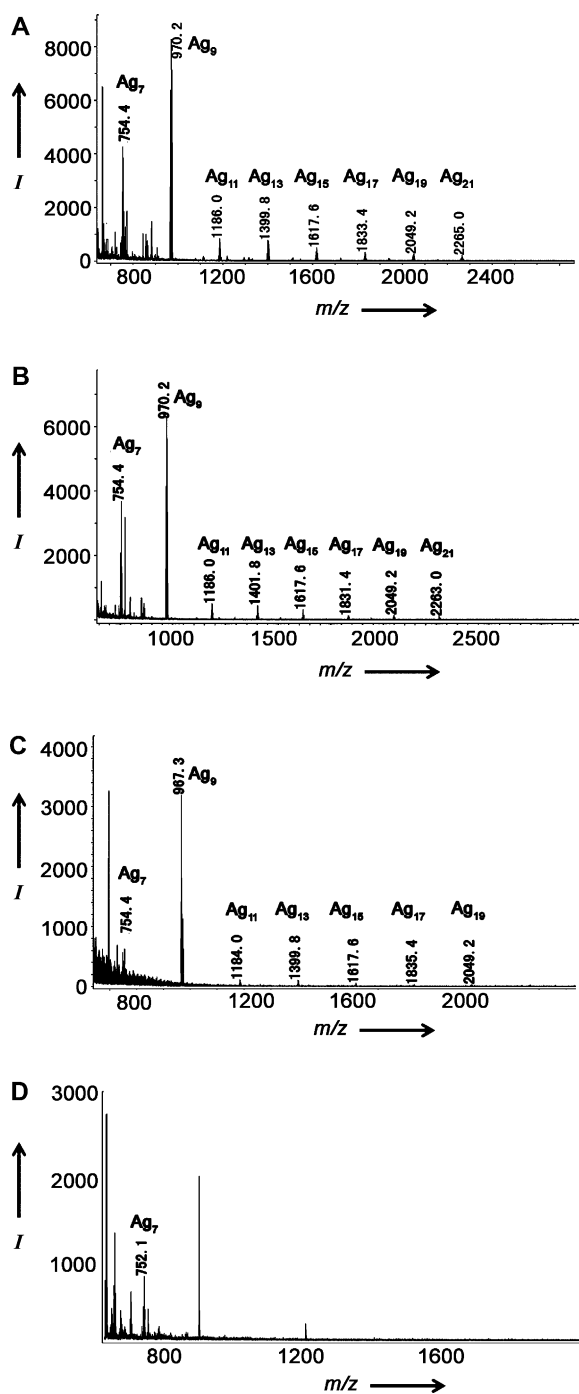 A
8000
6000
4000
2000
0
I
Ag7
754. 4
970. 2
Ag9
Ag11
1186. 0
Ag13
1399. 8
Ag15
1617. 6
Ag17
1833. 4
Ag19
2049. 2
Ag21
2265. 0
800 1200 1600 2000 2400
m/z
B
6000
4000
2000
I
Ag7
754. 4
970. 2
Ag9
Ag11
1186. 0
Ag13
1401. 8
Ag15
1617. 6
Ag17
1831. 4
Ag19
2049. 2
Ag21
2263. 0
1000 1500 2000 2500
m/z
C
4000
3000
2000
1000
0
I
Ag7
754. 4
967. 3
Ag9
Ag11
1184. 0
Ag13
1399. 8
Ag15
1617. 6
Ag17
1835. 4
Ag19
2049. 2
800 1200 1600 2000
m/z
D
3000
2000
1000
I
Ag7
752. 1
800 1200 1600
m/z